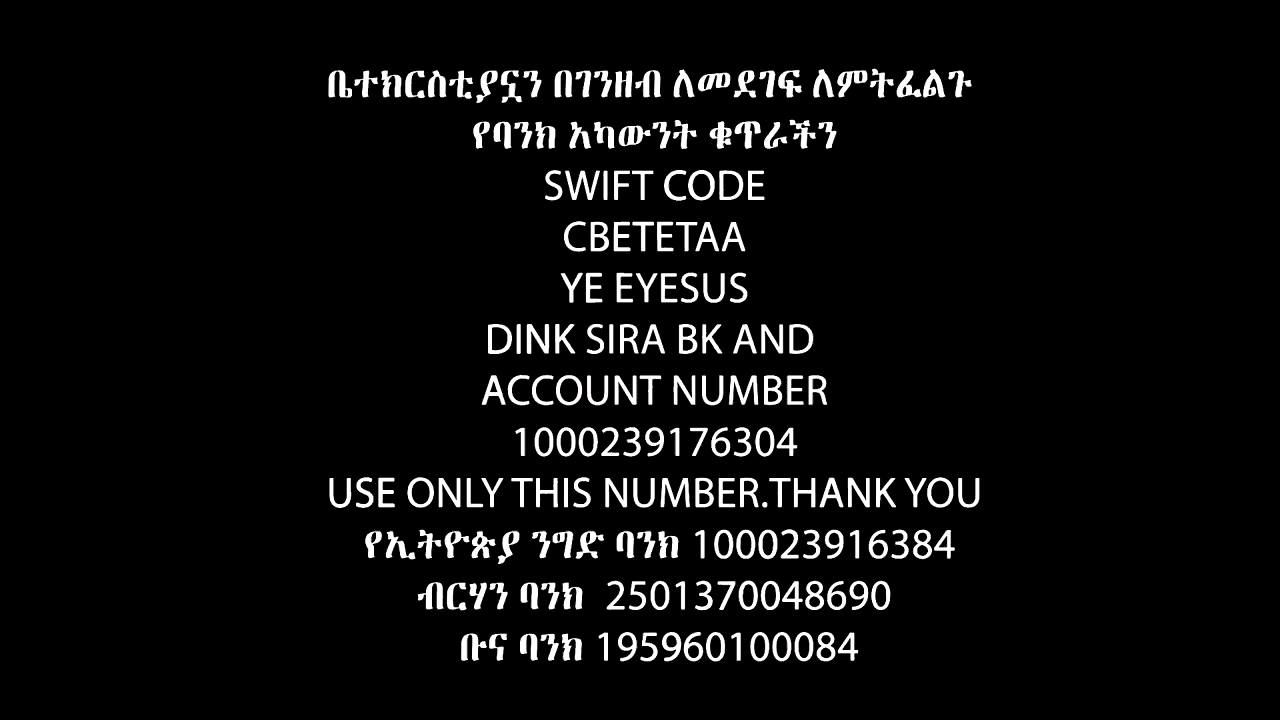 ቤተክርስቲያኗን በገንዘብ ለመደገፍ ለምትፈልጉ
የባንክ አካውንት ቁጥራችን
SWIFT CODE
CBETETAA
YE EYESUS
DINK SIRA BK AND
ACCOUNT NUMBER
1000239176304
USE ONLY THIS NUMBER.THANK YOU
የኢትዮጵያ ንግድ ባንክ 100023916384
ብርሃን ባንክ 2501370048690
ቡና ባንክ 195960100084